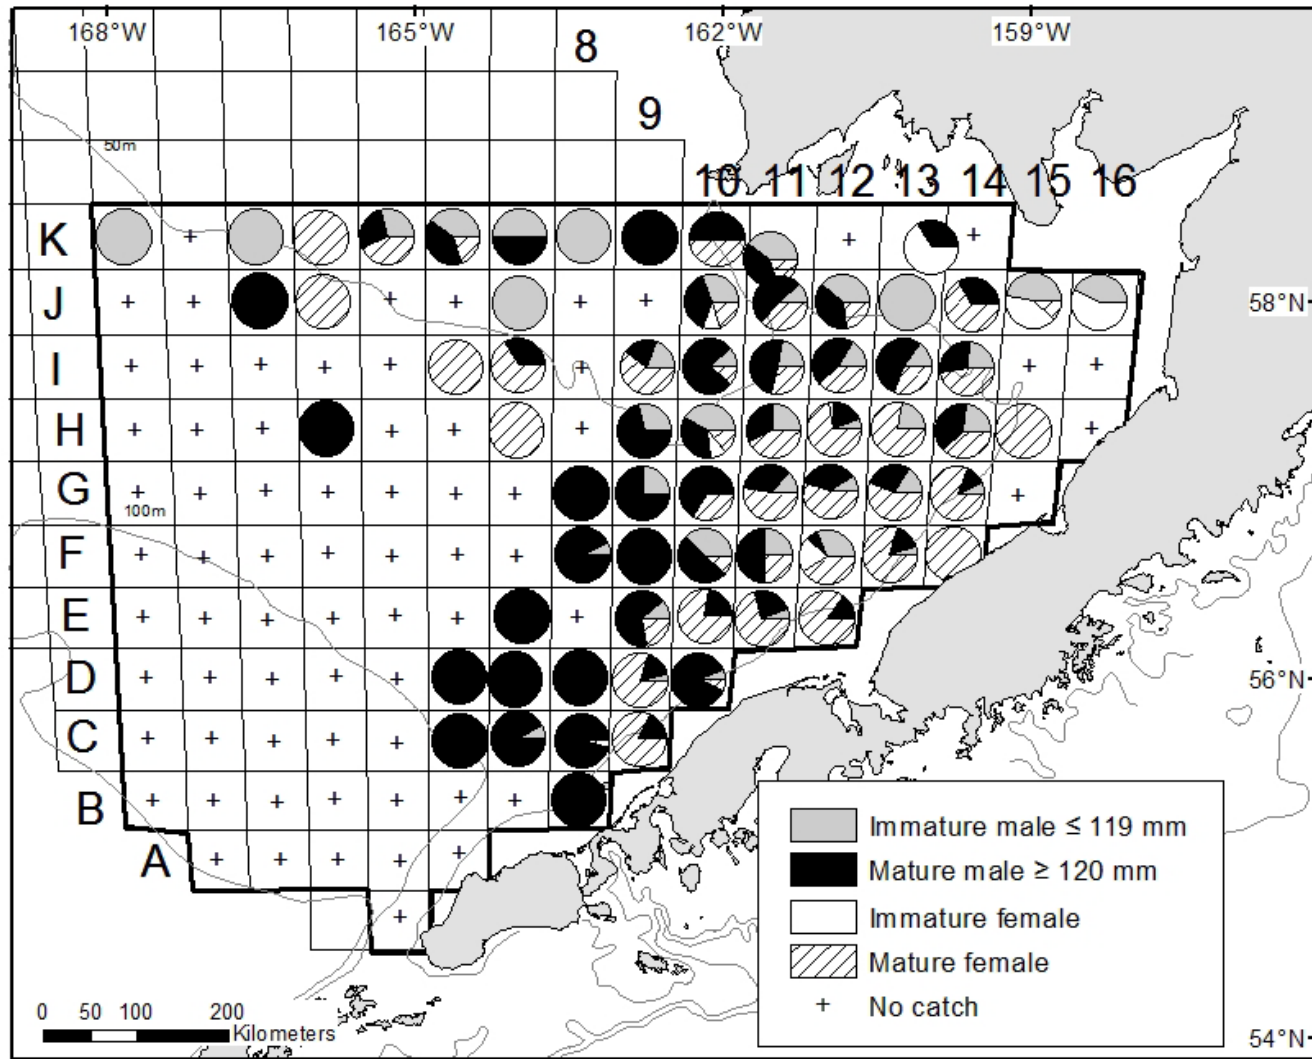 168°W 165°W 162°W 159°W
8
9
50m
10 11 12 13 14 15 16
K
J
58°N
I
H
G
100m
F
E
D
56°N
C
B
A
Immature male ≤ 119 mm
Mature male ≥ 120 mm
Immature female
Mature female
+ No catch
0 50 100 200
Kilometers
54°N